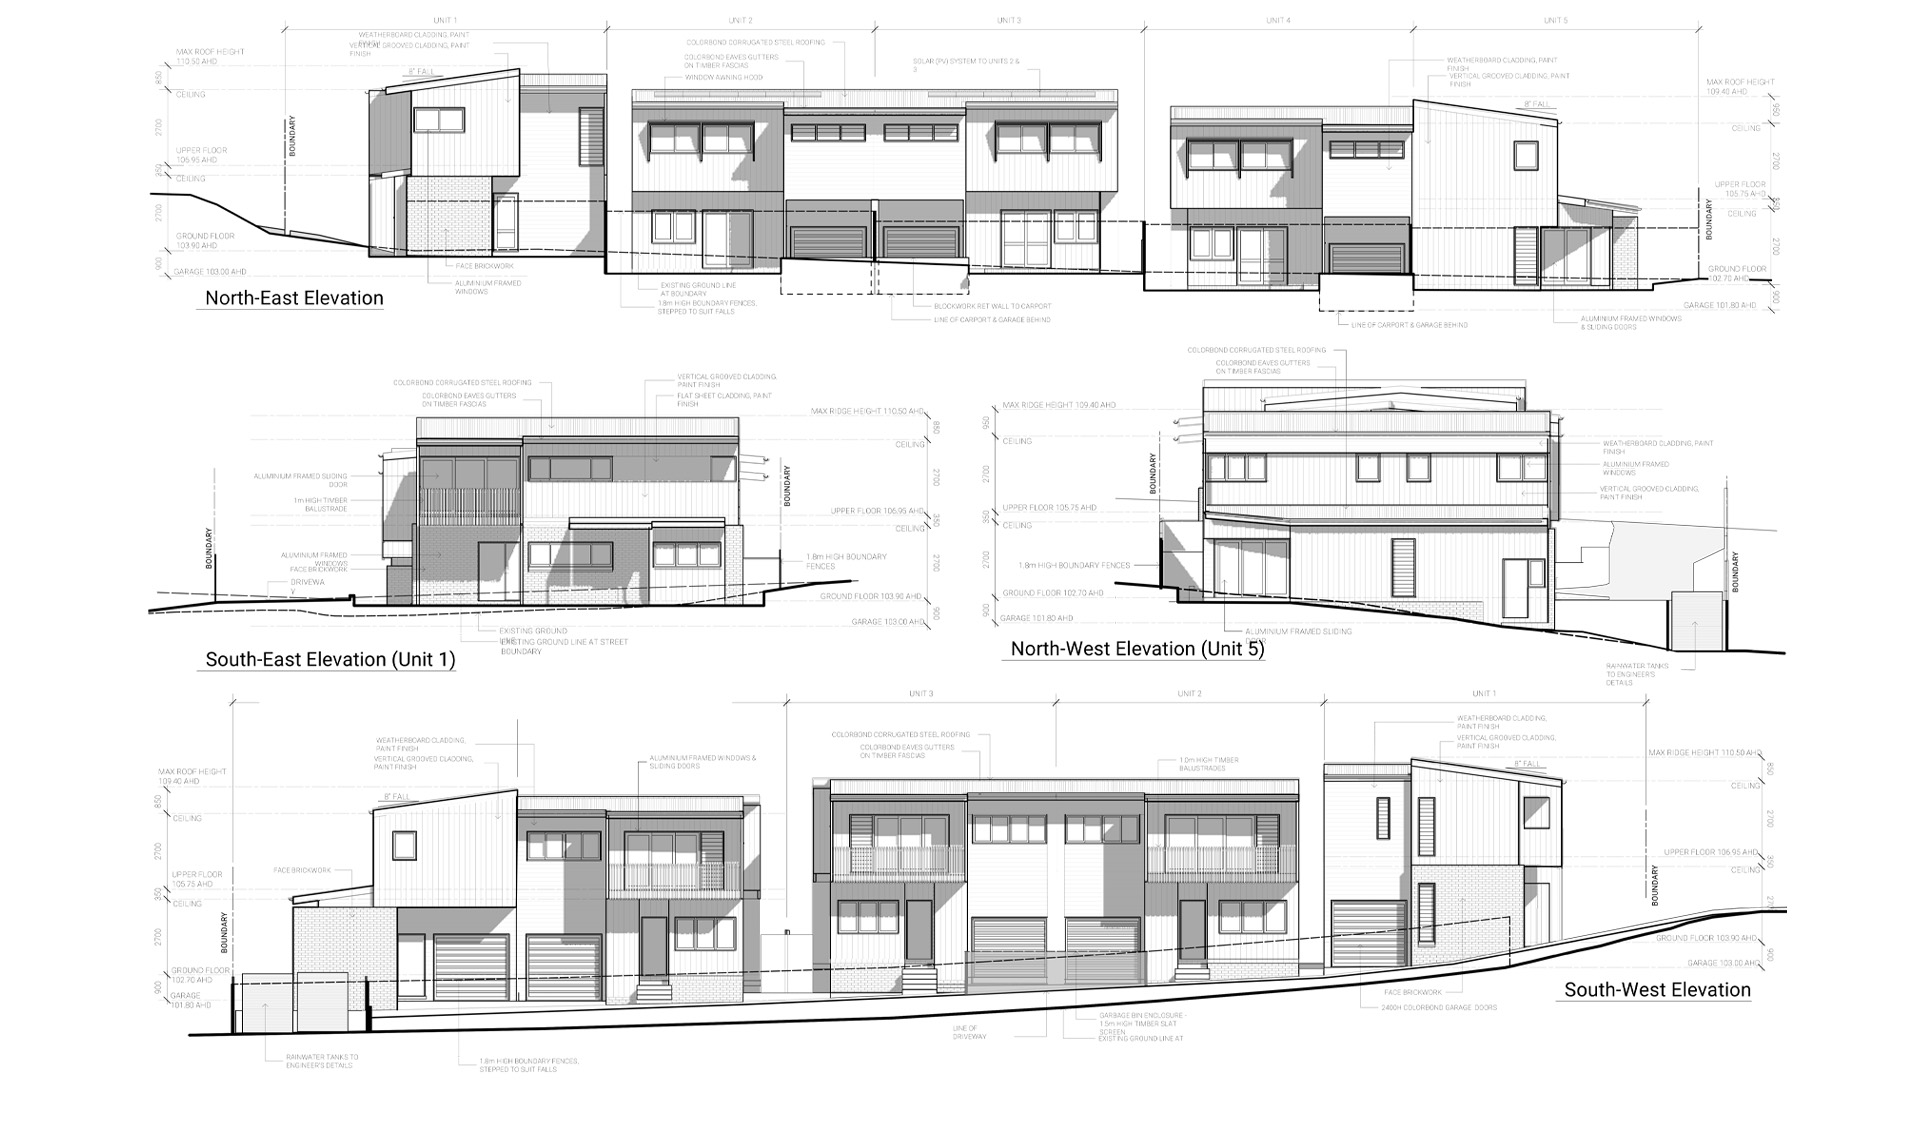 UNIT 1
UNIT 2
UNIT 3
UNIT 4
UNIT 5
WEATHERBOARD CLADDING, PAINT
FINISH
VERTICAL GROOVED CLADDING, PAINT
FINISH
MAX ROOF HEIGHT
110.50 AHD
8° FALL
850
CEILING
2700
BOUNDARY
UPPER FLOOR
106.95 AHD
350
CEILING
2700
GROUND FLOOR
103.90 AHD
900
GARAGE 103.00 AHD
COLORBOND CORRUGATED STEEL ROOFING
COLORBOND EAVES GUTTERS
ON TIMBER FASCIAS
WINDOW AWNING HOOD
SOLAR (PV) SYSTEM TO UNITS 2 &
3
WEATHERBOARD CLADDING, PAINT
FINISH
VERTICAL GROOVED CLADDING, PAINT
FINISH
8° FALL
MAX ROOF HEIGHT
109.40 AHD
950
CEILING
2700
UPPER FLOOR
105.75 AHD
350
CEILING
BOUNDARY
2700
GROUND FLOOR
102.70 AHD
900
GARAGE 101.80 AHD
FACE BRICKWORK
ALUMINIUM FRAMED
WINDOWS
EXISTING GROUND LINE
AT BOUNDARY
1.8m HIGH BOUNDARY FENCES,
STEPPED TO SUIT FALLS
BLOCKWORK RET WALL TO CARPORT
LINE OF CARPORT & GARAGE BEHIND
LINE OF CARPORT & GARAGE BEHIND
ALUMINIUM FRAMED WINDOWS
& SLIDING DOORS
North-East Elevation
COLORBOND CORRUGATED STEEL ROOFING
COLORBOND EAVES GUTTERS
ON TIMBER FASCIAS
VERTICAL GROOVED CLADDING,
PAINT FINISH
FLAT SHEET CLADDING, PAINT
FINISH
MAX RIDGE HEIGHT 110.50 AHD
850
CEILING
2700
ALUMINIUM FRAMED SLIDING
DOOR
1m HIGH TIMBER
BALUSTRADE
BOUNDARY
UPPER FLOOR 106.95 AHD
350
CEILING
2700
BOUNDARY
ALUMINIUM FRAMED
WINDOWS
FACE BRICKWORK
DRIVEWA
Y
1.8m HIGH BOUNDARY
FENCES
GROUND FLOOR 103.90 AHD
900
GARAGE 103.00 AHD
EXISTING GROUND
EXISTING GROUND LINE AT STREET
BOUNDARY
South-East Elevation (Unit 1)
COLORBOND CORRUGATED STEEL ROOFING
COLORBOND EAVES GUTTERS
ON TIMBER FASCIAS
MAX RIDGE HEIGHT 109.40 AHD
950
CEILING
2700
BOUNDARY
UPPER FLOOR 105.75 AHD
350
CEILING
2700
1.8m HIGH BOUNDARY FENCES
GROUND FLOOR 102.70 AHD
900
GARAGE 101.80 AHD
WEATHERBOARD CLADDING, PAINT
FINISH
ALUMINIUM FRAMED
WINDOWS
VERTICAL GROOVED CLADDING,
PAINT FINISH
BOUNDARY
ALUMINIUM FRAMED SLIDING
DOOR
RAINWATER TANKS
TO ENGINEER'S
DETAILS
North-West Elevation (Unit 5)
UNIT 3
UNIT 2
UNIT 1
WEATHERBOARD CLADDING,
PAINT FINISH
VERTICAL GROOVED CLADDING,
PAINT FINISH
MAX ROOF HEIGHT
109.40 AHD
8° FALL
850
CEILING
2700
FACE BRICKWORK
UPPER FLOOR
105.75 AHD
350
CEILING
2700
BOUNDARY
GROUND FLOOR
102.70 AHD
900
GARAGE
101.80 AHD
ALUMINIUM FRAMED WINDOWS &
SLIDING DOORS
COLORBOND CORRUGATED STEEL ROOFING
COLORBOND EAVES GUTTERS
ON TIMBER FASCIAS
1.0m HIGH TIMBER
BALUSTRADES
WEATHERBOARD CLADDING,
PAINT FINISH
VERTICAL GROOVED CLADDING,
PAINT FINISH
8° FALL
MAX RIDGE HEIGHT 110.50 AHD
850
CEILING
2700
UPPER FLOOR 106.95 AHD
350
CEILING
BOUNDARY
GROUND FLOOR 103.90 AHD
900
GARAGE 103.00 AHD
FACE BRICKWORK
2400H COLORBOND GARAGE DOORS
South-West Elevation
LINE OF
DRIVEWAY
GARBAGE BIN ENCLOSURE -
1.5m HIGH TIMBER SLAT
SCREEN
EXISTING GROUND LINE AT
RAINWATER TANKS TO
ENGINEER'S DETAILS
1.8m HIGH BOUNDARY FENCES,
STEPPED TO SUIT FALLS